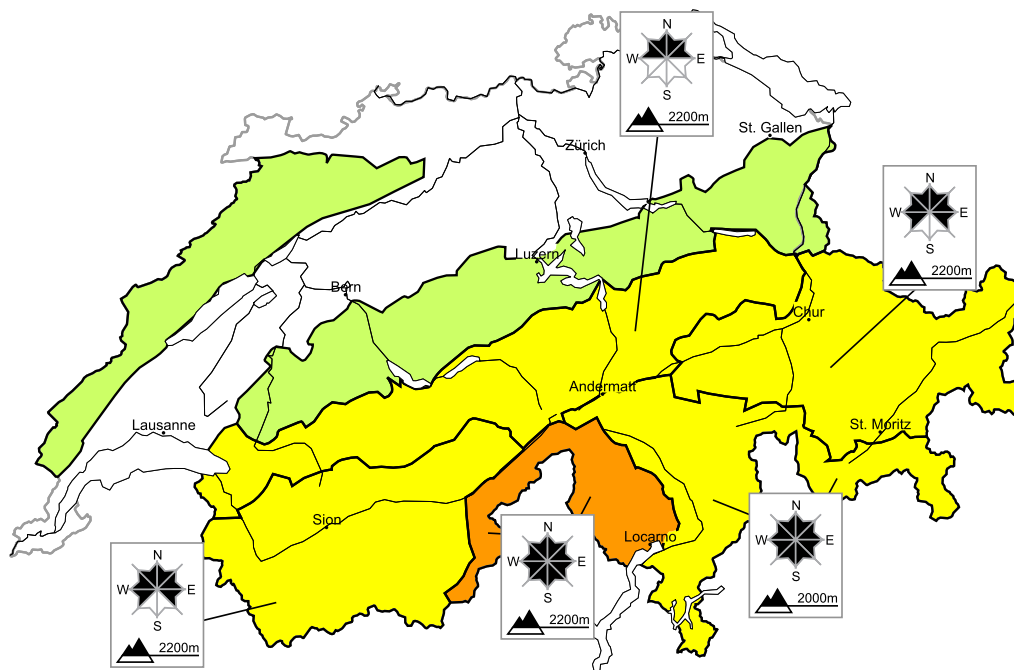 N
W E
S
2200m
St. Gallen
Zürich
N
W E
S
2200m
Luzern
Bern
Chur
Andermatt
Lausanne
St. Moritz
Sion
Locarno
N
W E
S
2000m
N
W E
S
2200m
N
W E
S
2200m